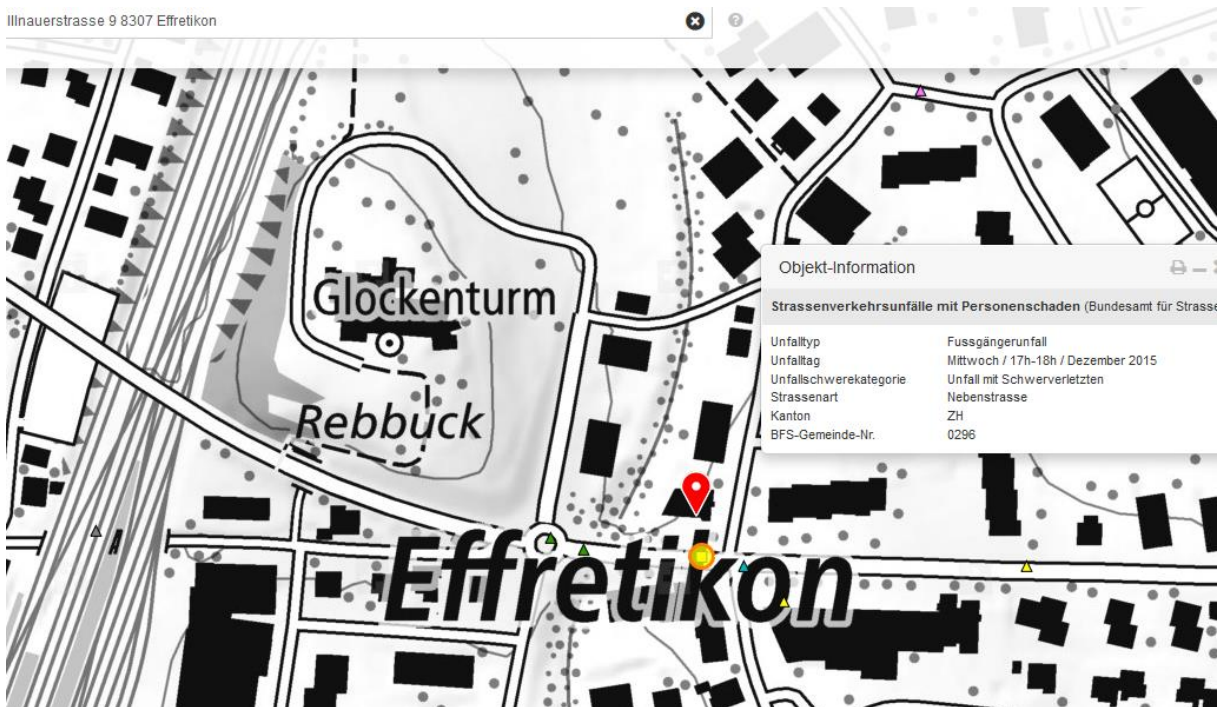 Illnauerstrasse 9 8307 Effretikon
?
Glockenturm
Rebbuck
Effretikon
Objekt-Information
Strassenverkehrsunfälle mit Personenschaden (Bundesamt für Strasse
Unfalltyp Fussgängerunfall
Unfalltag Mittwoch / 17h-18h / Dezember 2015
Unfallschwerekategorie Unfall mit Schwerverletzten
Strassenart Nebenstrasse
Kanton ZH
BFS-Gemeinde-Nr. 0296